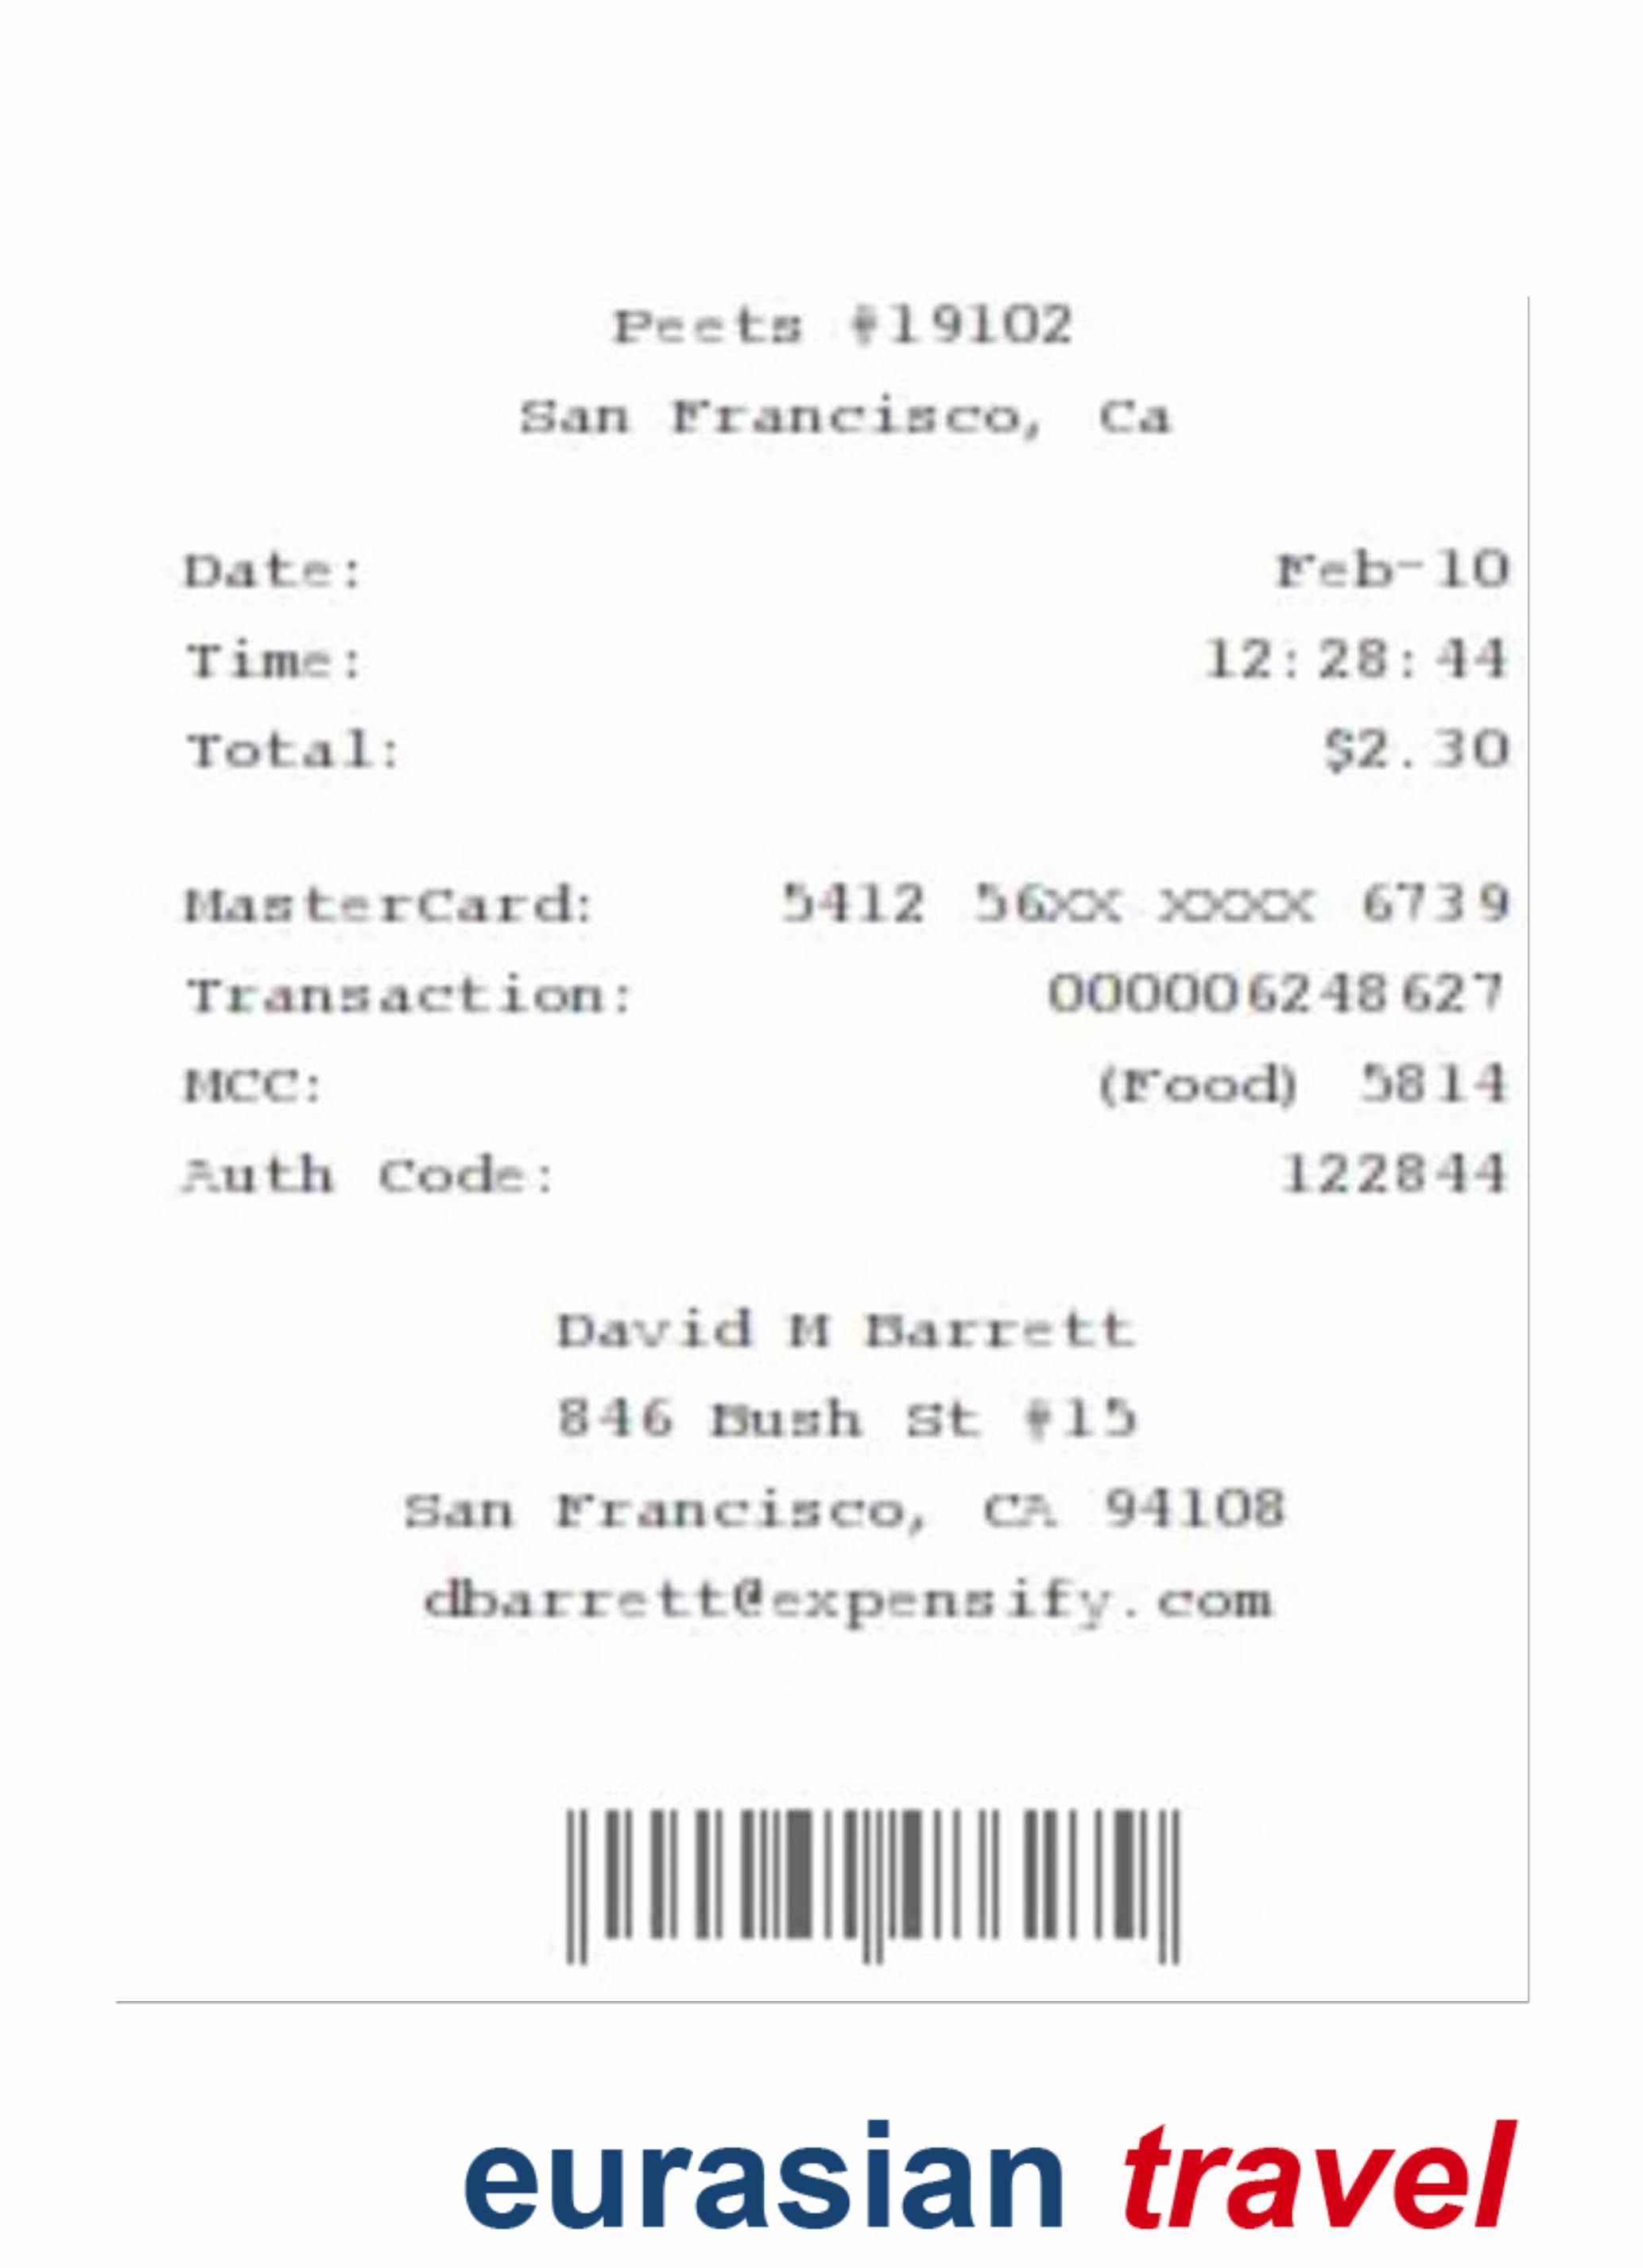 Peets #19102
San Francisco, Ca
Date: Feb-10
Time: 12:28:44
Total: $2.30
MasterCard: 5412 56XX XXXX 6739
Transaction: 000006248627
MCC: (Food) 5814
Auth Code: 122844
David M Barrett
846 Bush St #15
San Francisco, CA 94108
dbarrett@expensify.com
eurasian travel